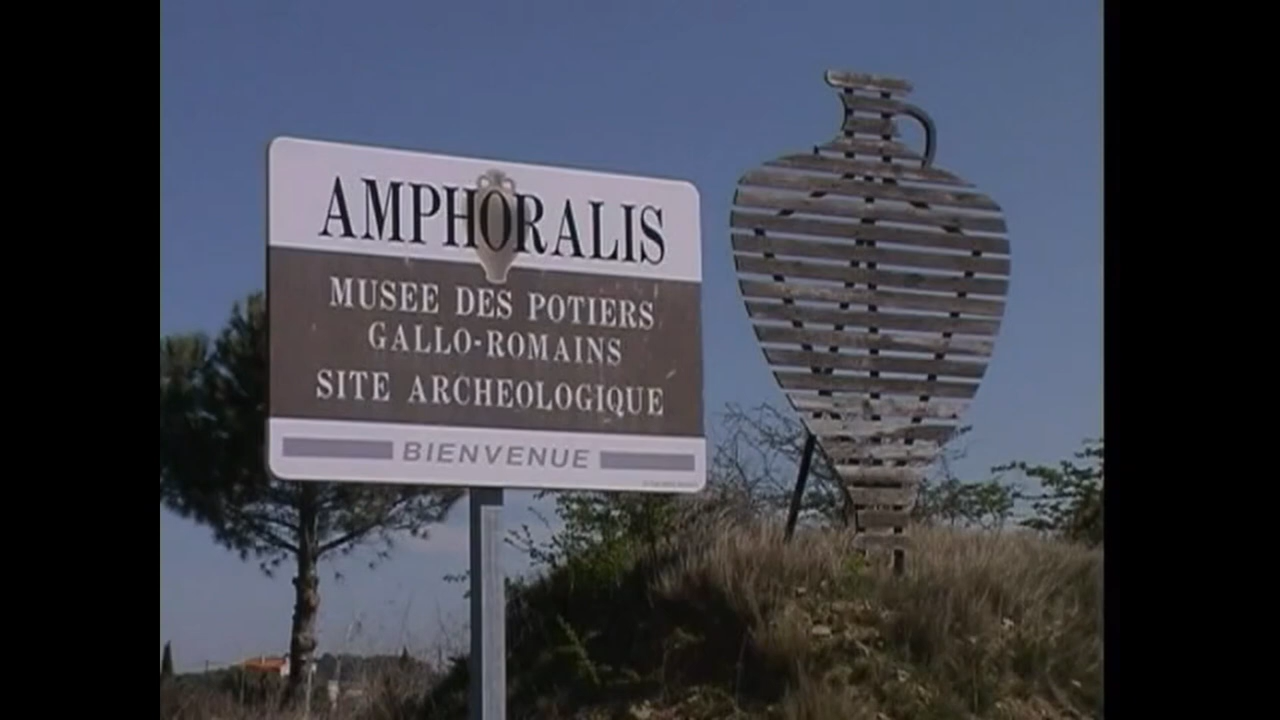 AMPHORALIS
MUSEE DES POTIERS
GALLO-ROMAINS
SITE ARCHEOLOGIQUE
BIENVENUE